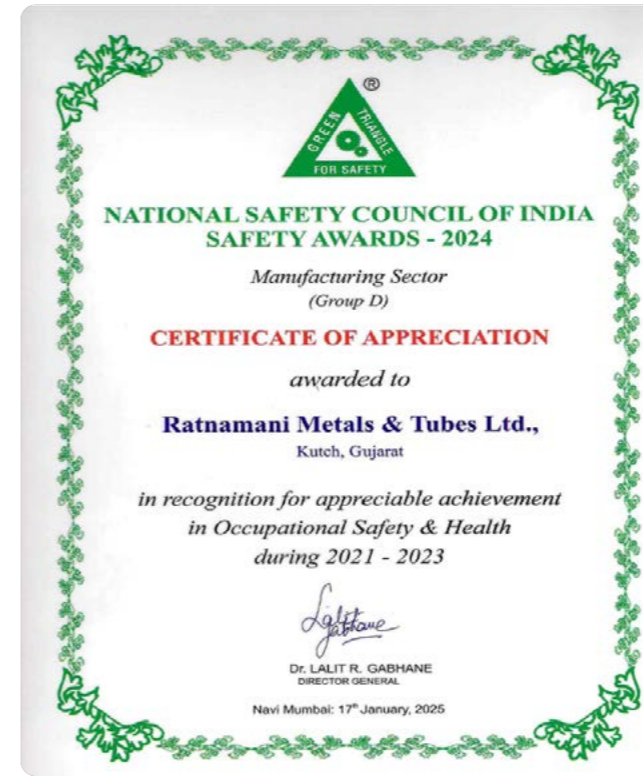 ®
GREEN TRIANGLE
FOR SAFETY
NATIONAL SAFETY COUNCIL OF INDIA
SAFETY AWARDS - 2024
Manufacturing Sector
(Group D)
CERTIFICATE OF APPRECIATION
awarded to
Ratnamani Metals & Tubes Ltd.,
Kutch, Gujarat
in recognition for appreciable achievement
in Occupational Safety & Health
during 2021 - 2023
Lalit
Gabhane
Dr. LALIT R. GABHANE
DIRECTOR GENERAL
Navi Mumbai: 17th January, 2025